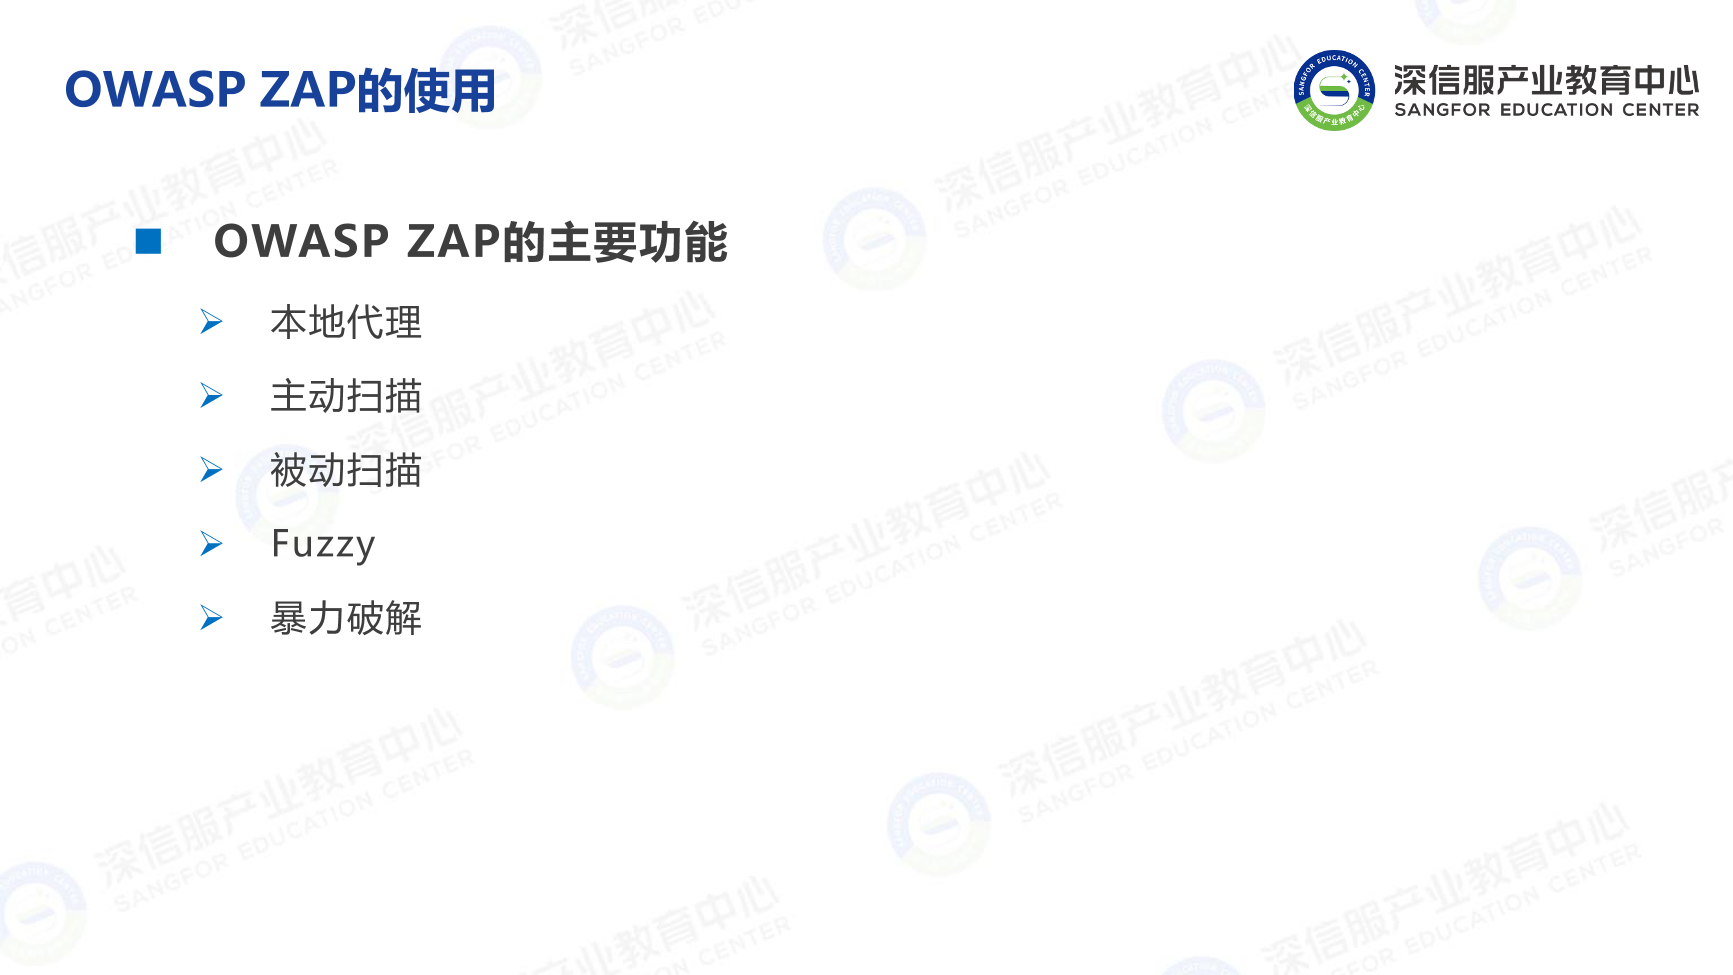 OWASP ZAP的使用
深信服产业教育中心
SANGFOR EDUCATION CENTER
OWASP ZAP的主要功能
本地代理
主动扫描
被动扫描
Fuzzy
暴力破解